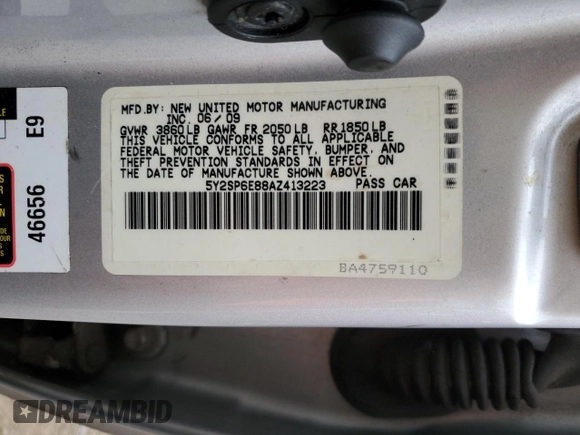 MFD.BY: NEW UNITED MOTOR MANUFACTURING
INC. 06/09
GVWR 3860LB GAWR FR 2050LB RR 1850LB
THIS VEHICLE CONFORMS TO ALL APPLICABLE
FEDERAL MOTOR VEHICLE SAFETY, BUMPER, AND
THEFT PREVENTION STANDARDS IN EFFECT ON
THE DATE OF MANUFACTURE SHOWN ABOVE.
5Y2SP6E88AZ413223 PASS CAR
BA4759110
46656 E9
DREAMBID